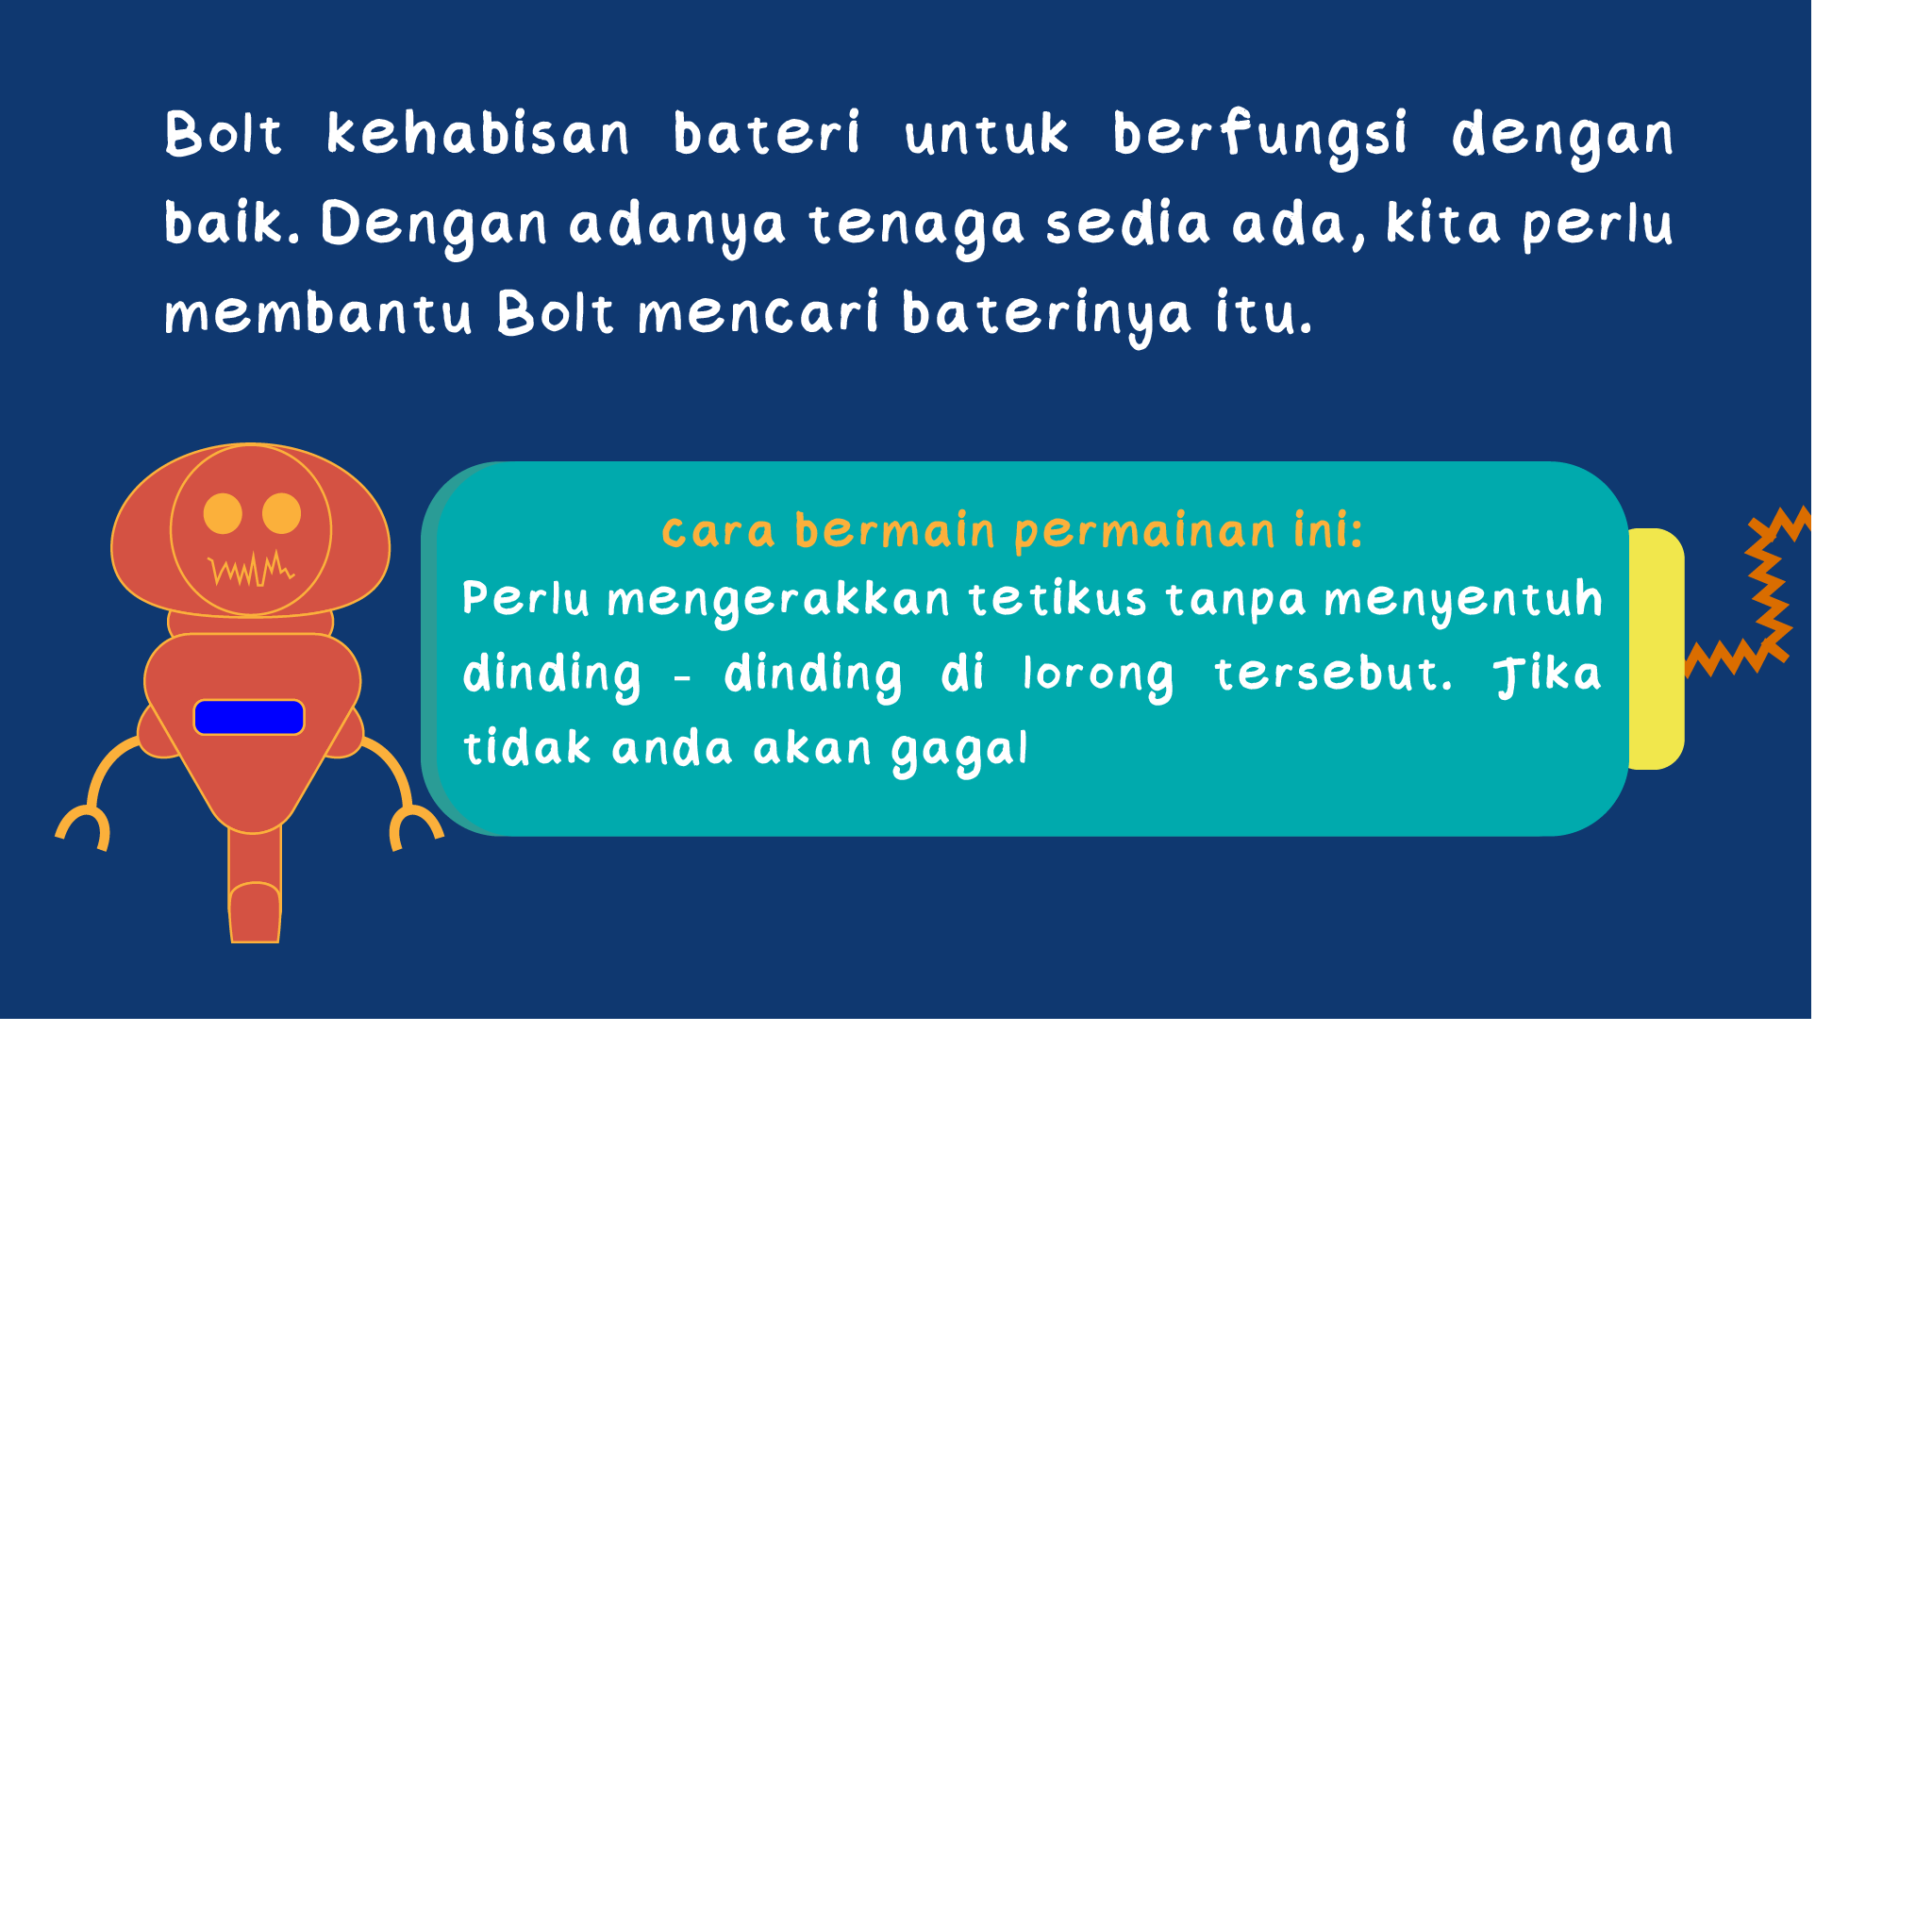 Bolt kehabisan bateri untuk berfungsi dengan
baik. Dengan adanya tenaga sedia ada, kita perlu
membantu Bolt mencari baterinya itu.
cara bermain permainan ini:
Perlu mengerakkan tetikus tanpa menyentuh
dinding - dinding di lorong tersebut. Jika
tidak anda akan gagal